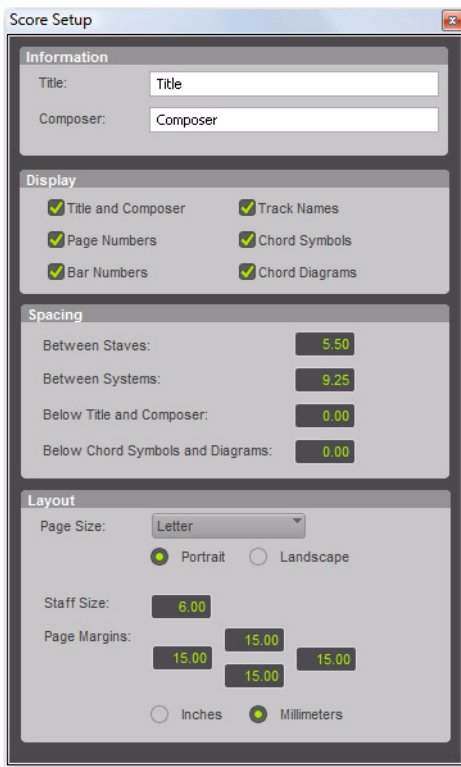 Score Setup
Information
Title: Title
Composer: Composer
Display
Title and Composer Track Names
Page Numbers Chord Symbols
Bar Numbers Chord Diagrams
Spacing
Between Staves: 5.50
Between Systems: 9.25
Below Title and Composer: 0.00
Below Chord Symbols and Diagrams: 0.00
Layout
Page Size: Letter
Portrait Landscape
Staff Size: 6.00
Page Margins: 15.00
15.00 15.00
15.00
Inches Millimeters